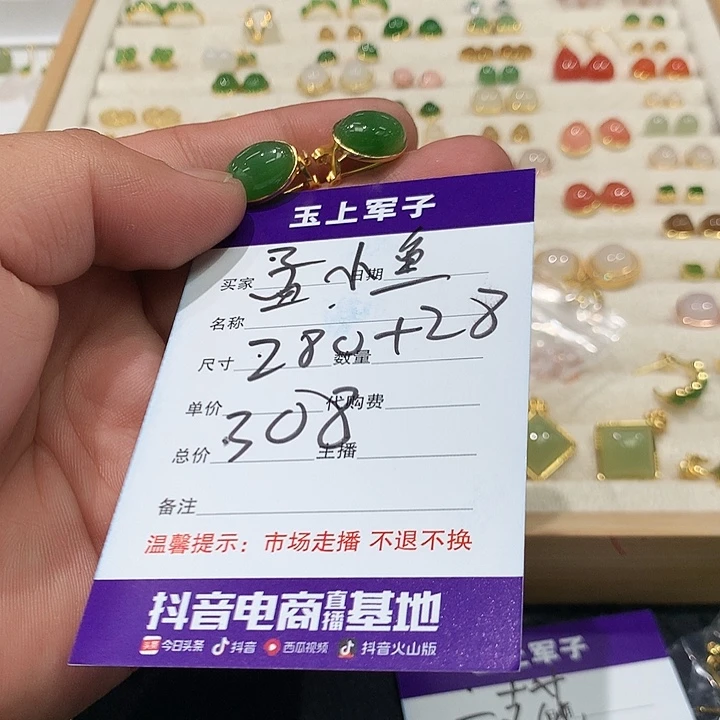 玉上军子
买家 孟小鱼 日期
名称
尺寸 280+28 数量
单价 308 代购费
总价 主播
备注
温馨提示：市场走播 不退不换
抖音电商直播基地
头条 今日头条 抖音 西瓜视频 抖音火山版
上军子